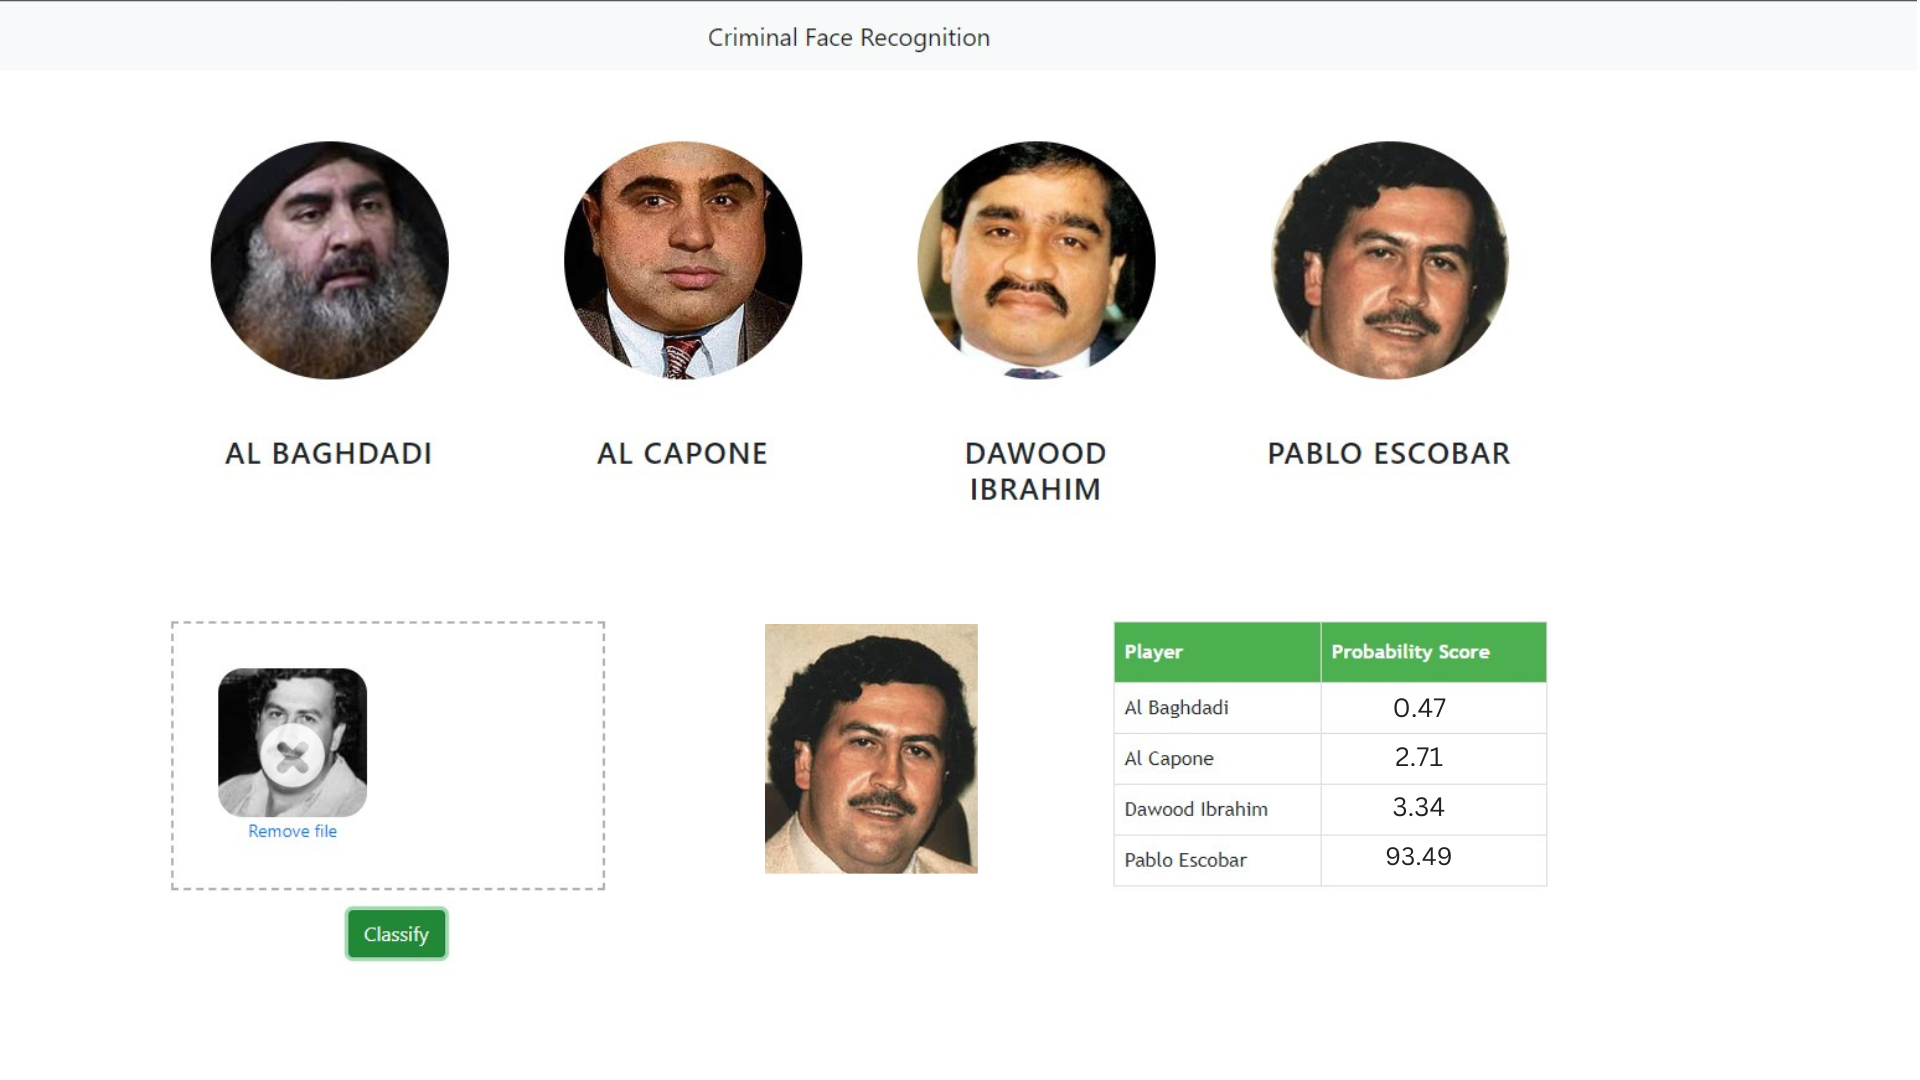 Criminal Face Recognition
AL BAGHDADI
AL CAPONE
DAWOOD
IBRAHIM
PABLO ESCOBAR
Remove file
Classify
Player Probability Score
Al Baghdadi 0.47
Al Capone 2.71
Dawood Ibrahim 3.34
Pablo Escobar 93.49